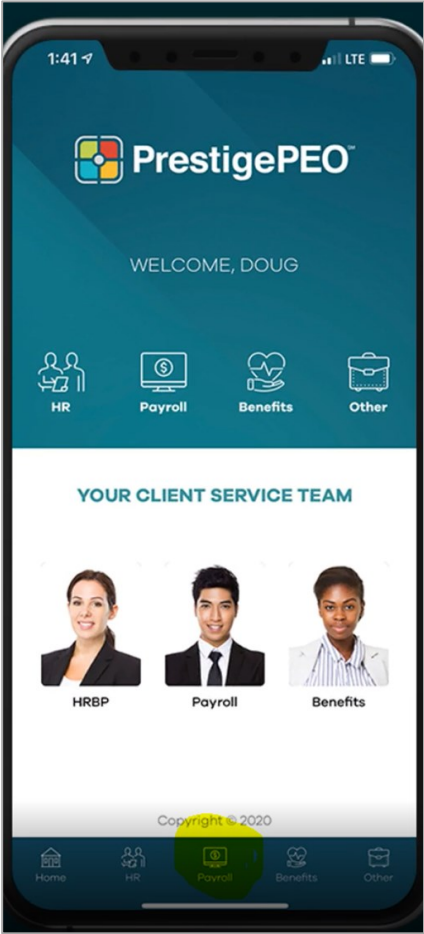 1:41 LTE
PrestigePEO℠
WELCOME, DOUG
HR Payroll Benefits Other
YOUR CLIENT SERVICE TEAM
HRBP Payroll Benefits
Copyright © 2020
Home HR Payroll Benefits Other